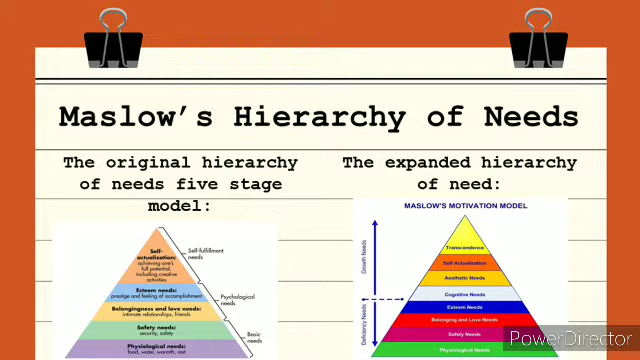 Maslow's Hierarchy of Needs
The original hierarchy
of needs five stage
model:
Self-
actualization:
achieving one's
full potential,
including creative
activities
Esteem needs:
prestige and feeling of accomplishment
Belongingness and love needs:
intimate relationships, friends
Safety needs:
security, safety
Physiological needs:
food, water, warmth, rest
Self-fulfillment
needs
Psychological
needs
Basic
needs
The expanded hierarchy
of need:
MASLOW'S MOTIVATION MODEL
Growth Needs
Deficiency Needs
Transcendence
Self Actualization
Aesthetic Needs
Cognitive Needs
Esteem Needs
Belonging and Love Needs
Safety Needs
Physiological Needs
PowerDirector